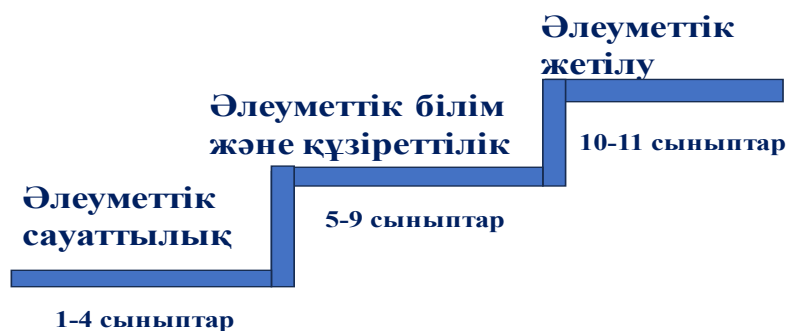 Әлеуметтік
жетілу
10-11 сыныптар
Әлеуметтік білім
және құзіреттілік
5-9 сыныптар
Әлеуметтік
сауаттылық
1-4 сыныптар